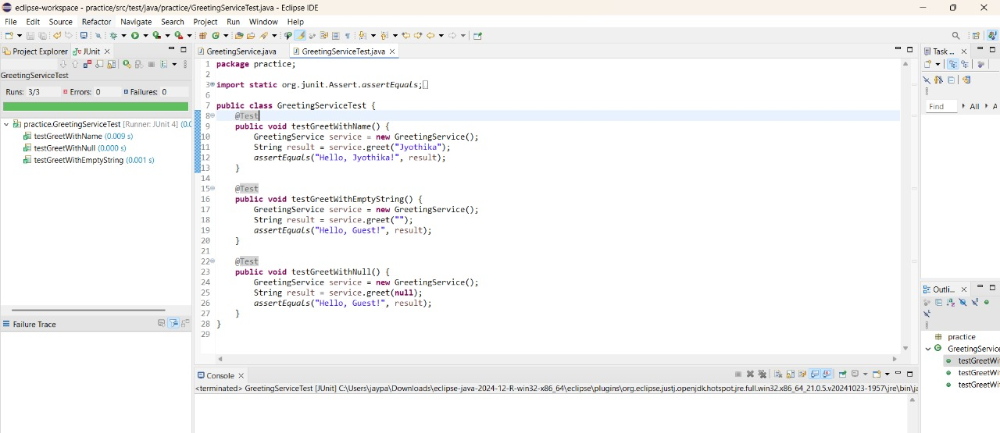 eclipse-workspace - practice/src/test/java/practice/GreetingServiceTest.java - Eclipse IDE
File Edit Source Refactor Navigate Search Project Run Window Help
Project Explorer JUnit
GreetingServiceTest
Runs: 3/3 Errors: 0 Failures: 0
practice.GreetingServiceTest [Runner: JUnit 4] (0.0
testGreetWithName (0.009 s)
testGreetWithNull (0.000 s)
testGreetWithEmptyString (0.001 s)
Failure Trace
GreetingService.java GreetingServiceTest.java
1 package practice;
2
3 import static org.junit.Assert.assertEquals;
6
7 public class GreetingServiceTest {
8 @Test
9 public void testGreetWithName() {
10 GreetingService service = new GreetingService();
11 String result = service.greet("Jyothika");
12 assertEquals("Hello, Jyothika!", result);
13 }
14
15 @Test
16 public void testGreetWithEmptyString() {
17 GreetingService service = new GreetingService();
18 String result = service.greet("");
19 assertEquals("Hello, Guest!", result);
20 }
21
22 @Test
23 public void testGreetWithNull() {
24 GreetingService service = new GreetingService();
25 String result = service.greet(null);
26 assertEquals("Hello, Guest!", result);
27 }
28 }
29
Console
<terminated> GreetingServiceTest [JUnit] C:\Users\jaypa\Downloads\eclipse-java-2024-12-R-win32-x86_64\eclipse\plugins\org.eclipse.justj.openjdk.hotspot.jre.full.win32.x86_64_21.0.5.v20241023-1957\jre\bin\ja
Task ...
Find All A
Outli...
practice
GreetingService
testGreetWit
testGreetWit
testGreetWit